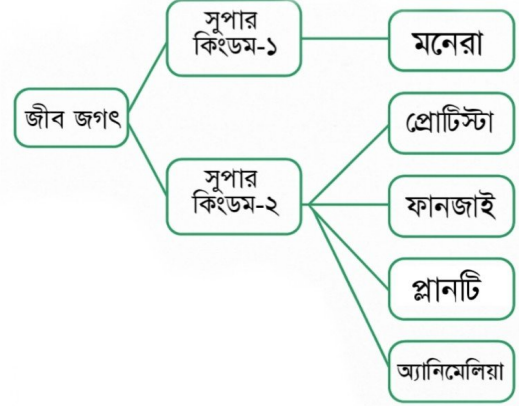 জীব জগৎ
সুপার
কিংডম-১
মনেরা
সুপার
কিংডম-২
প্রোটিস্টা
ফানজাই
প্লানটি
অ্যানিমেলিয়া